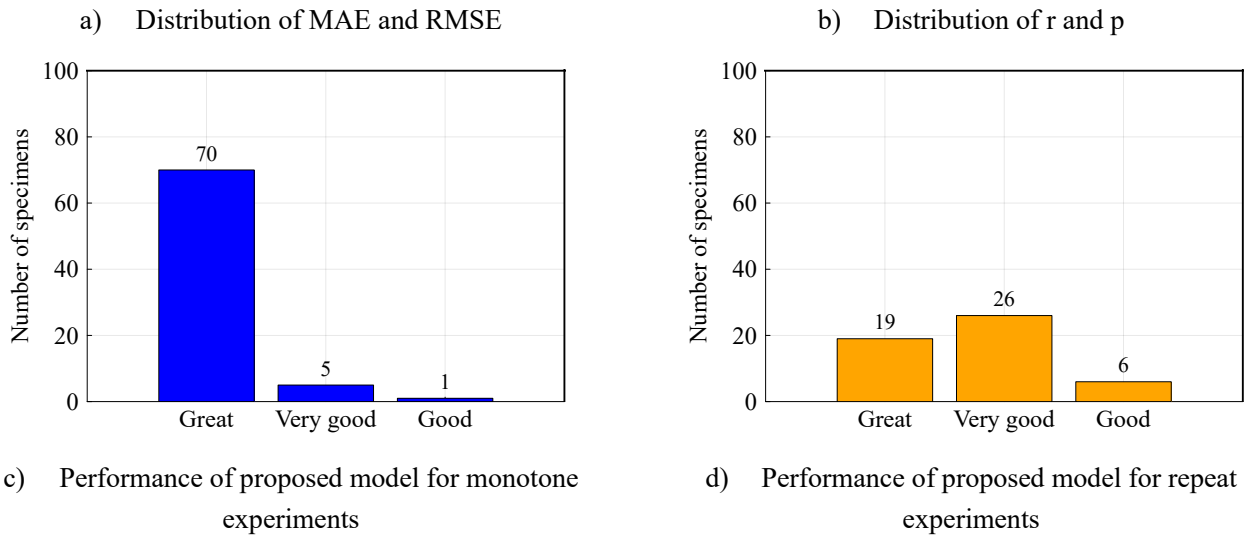 a) Distribution of MAE and RMSE
b) Distribution of r and p
100
80
60
40
20
0
Number of specimens
70
5
1
Great Very good Good
100
80
60
40
20
0
Number of specimens
19
26
6
Great Very good Good
c) Performance of proposed model for monotone
experiments
d) Performance of proposed model for repeat
experiments